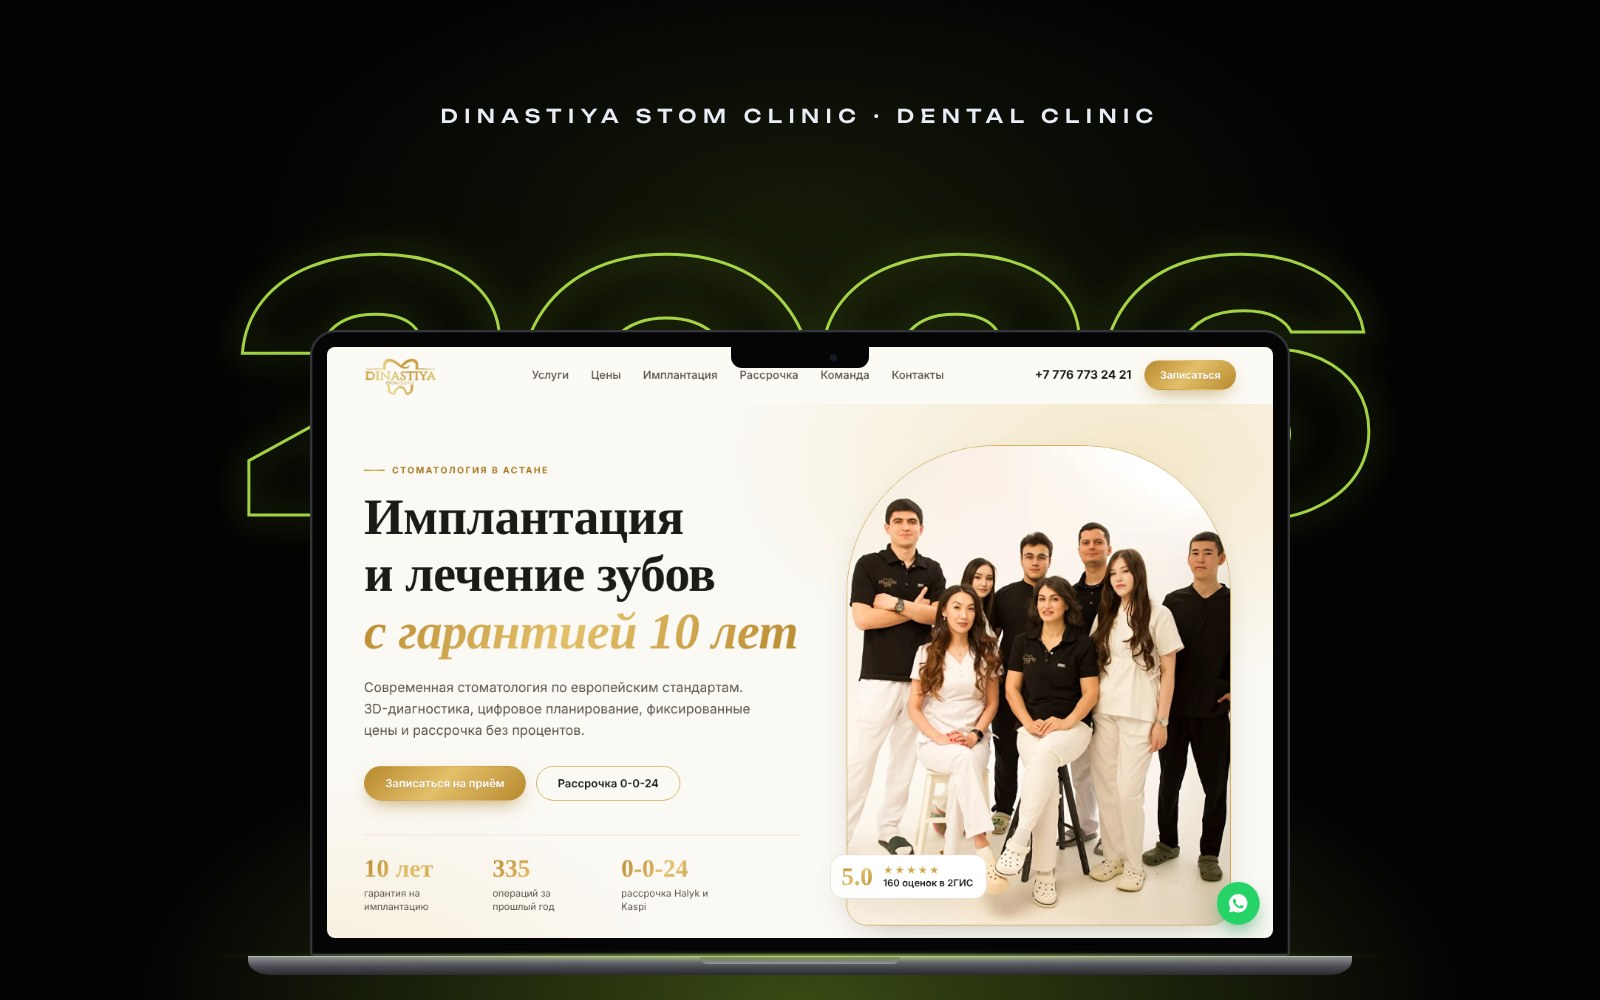 DINASTIYA STOM CLINIC · DENTAL CLINIC
2026
DINASTIYA
Услуги Цены Имплантация Рассрочка Команда Контакты
+7 776 773 24 21
Записаться
СТОМАТОЛОГИЯ В АСТАНЕ
Имплантация
и лечение зубов
с гарантией 10 лет
Современная стоматология по европейским стандартам.
3D-диагностика, цифровое планирование, фиксированные
цены и рассрочка без процентов.
Записаться на приём
Рассрочка 0-0-24
10 лет
гарантия на
имплантацию
335
операций за
прошлый год
0-0-24
рассрочка Halyk и
Kaspi
5.0
★★★★★
160 оценок в 2ГИС